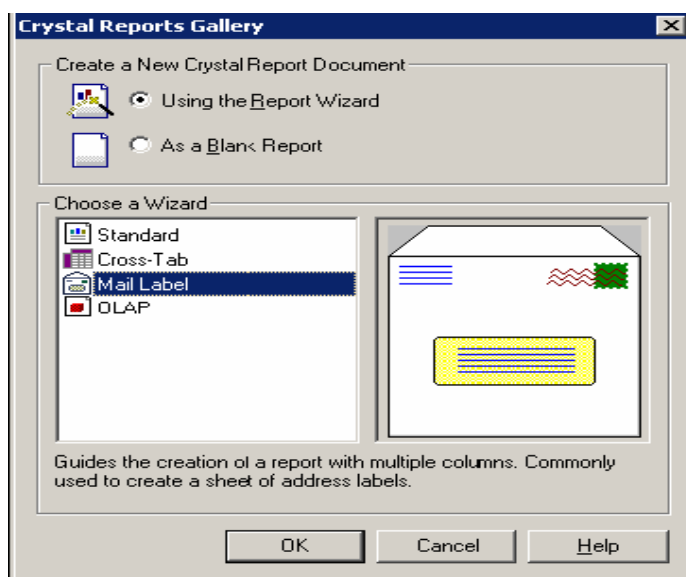 Crystal Reports Gallery
Create a New Crystal Report Document
Using the Report Wizard
As a Blank Report
Choose a Wizard
Standard
Cross-Tab
Mail Label
OLAP
Guides the creation of a report with multiple columns. Commonly
used to create a sheet of address labels.
OK
Cancel
Help